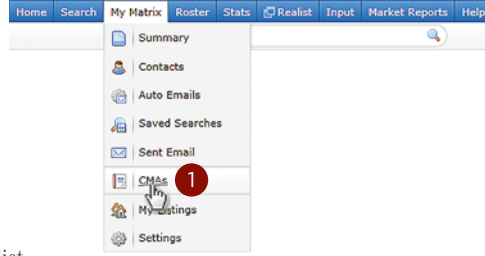 Home Search My Matrix Roster Stats Realist Input Market Reports Help
Summary
Contacts
Auto Emails
Saved Searches
Sent Email
CMAs 1
My Listings
Settings